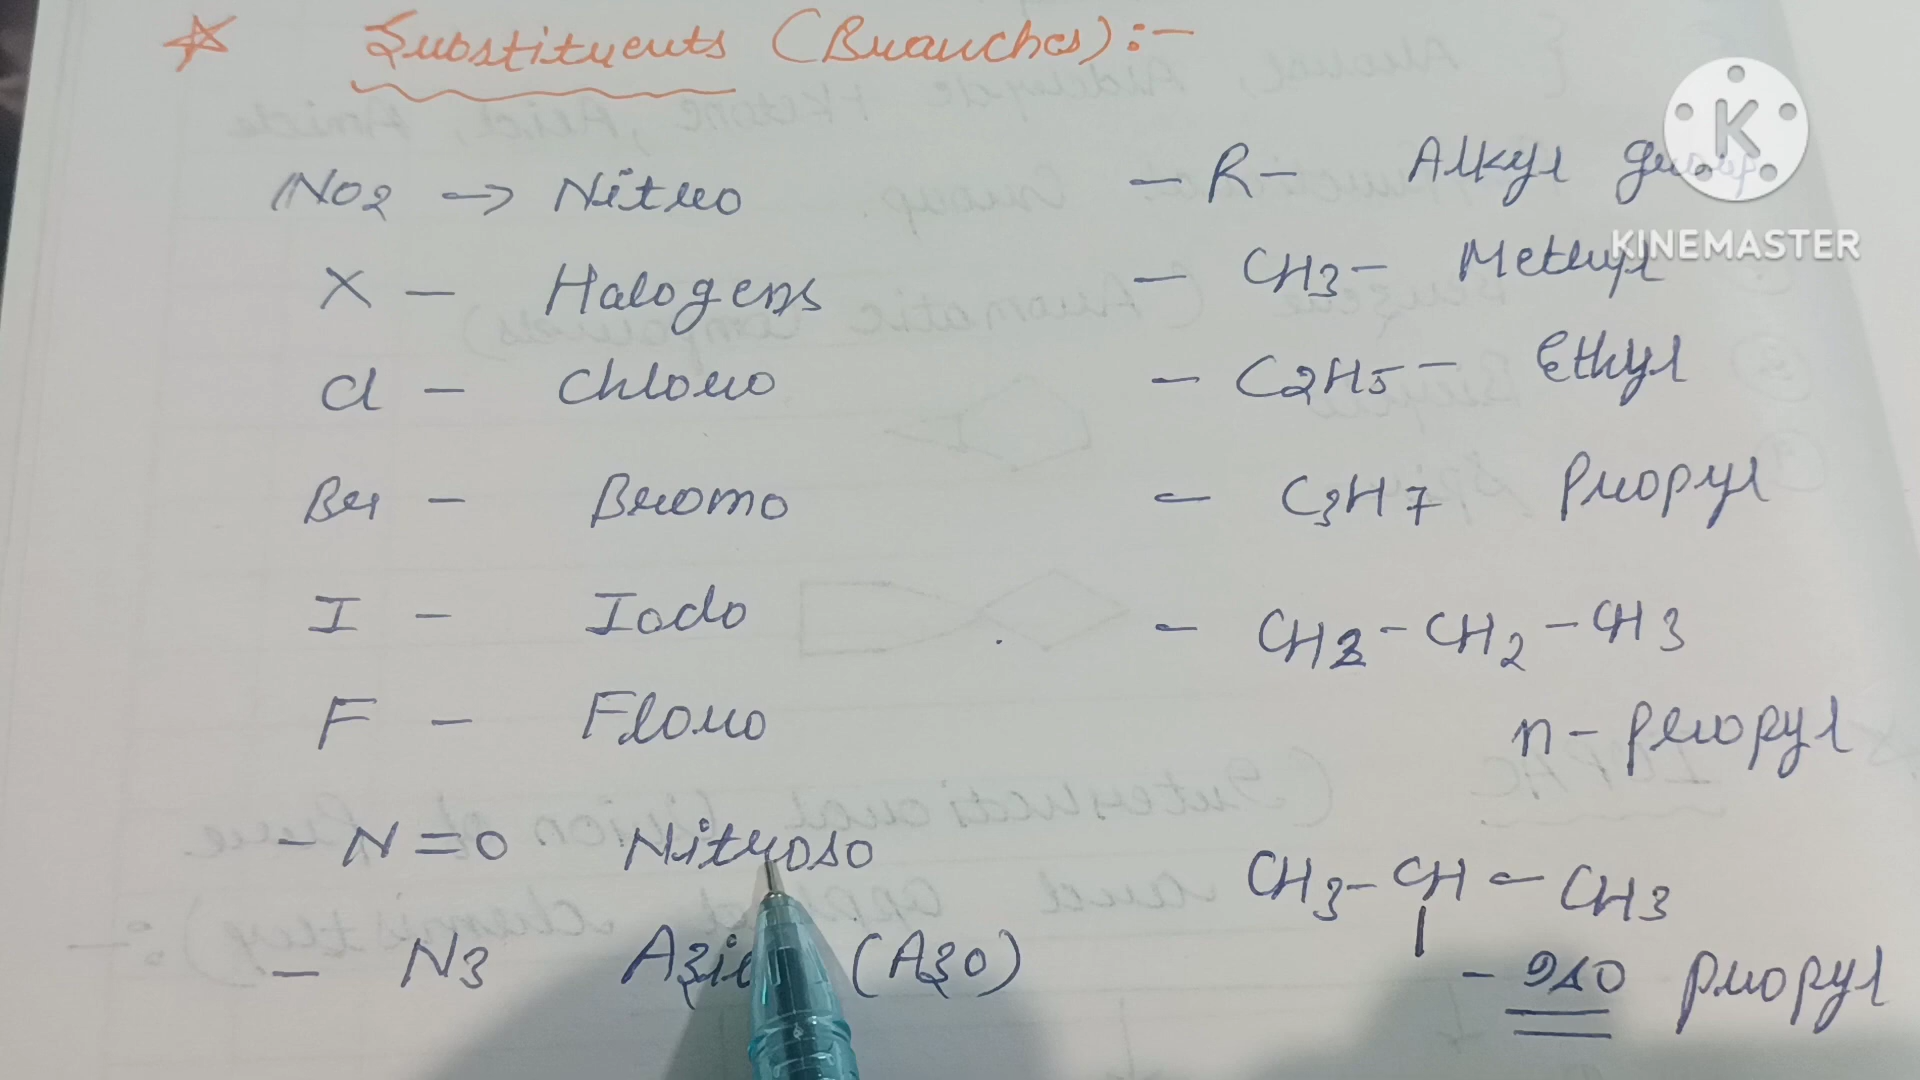 ☆ Substituents (Branches) :-
NO2 → Nitro
X - Halogens
Cl - Chloro
Br - Bromo
I - Iodo
F - Floro
- N=O Nitroso
- N3 (Azo)
- R- Alkyl group
- CH3- Methyl
- C2H5- Ethyl
- C3H7 Propyl
- CH2-CH2-CH3
n-propyl
CH3-CH-CH3
|
- Iso propyl
KINEMASTER